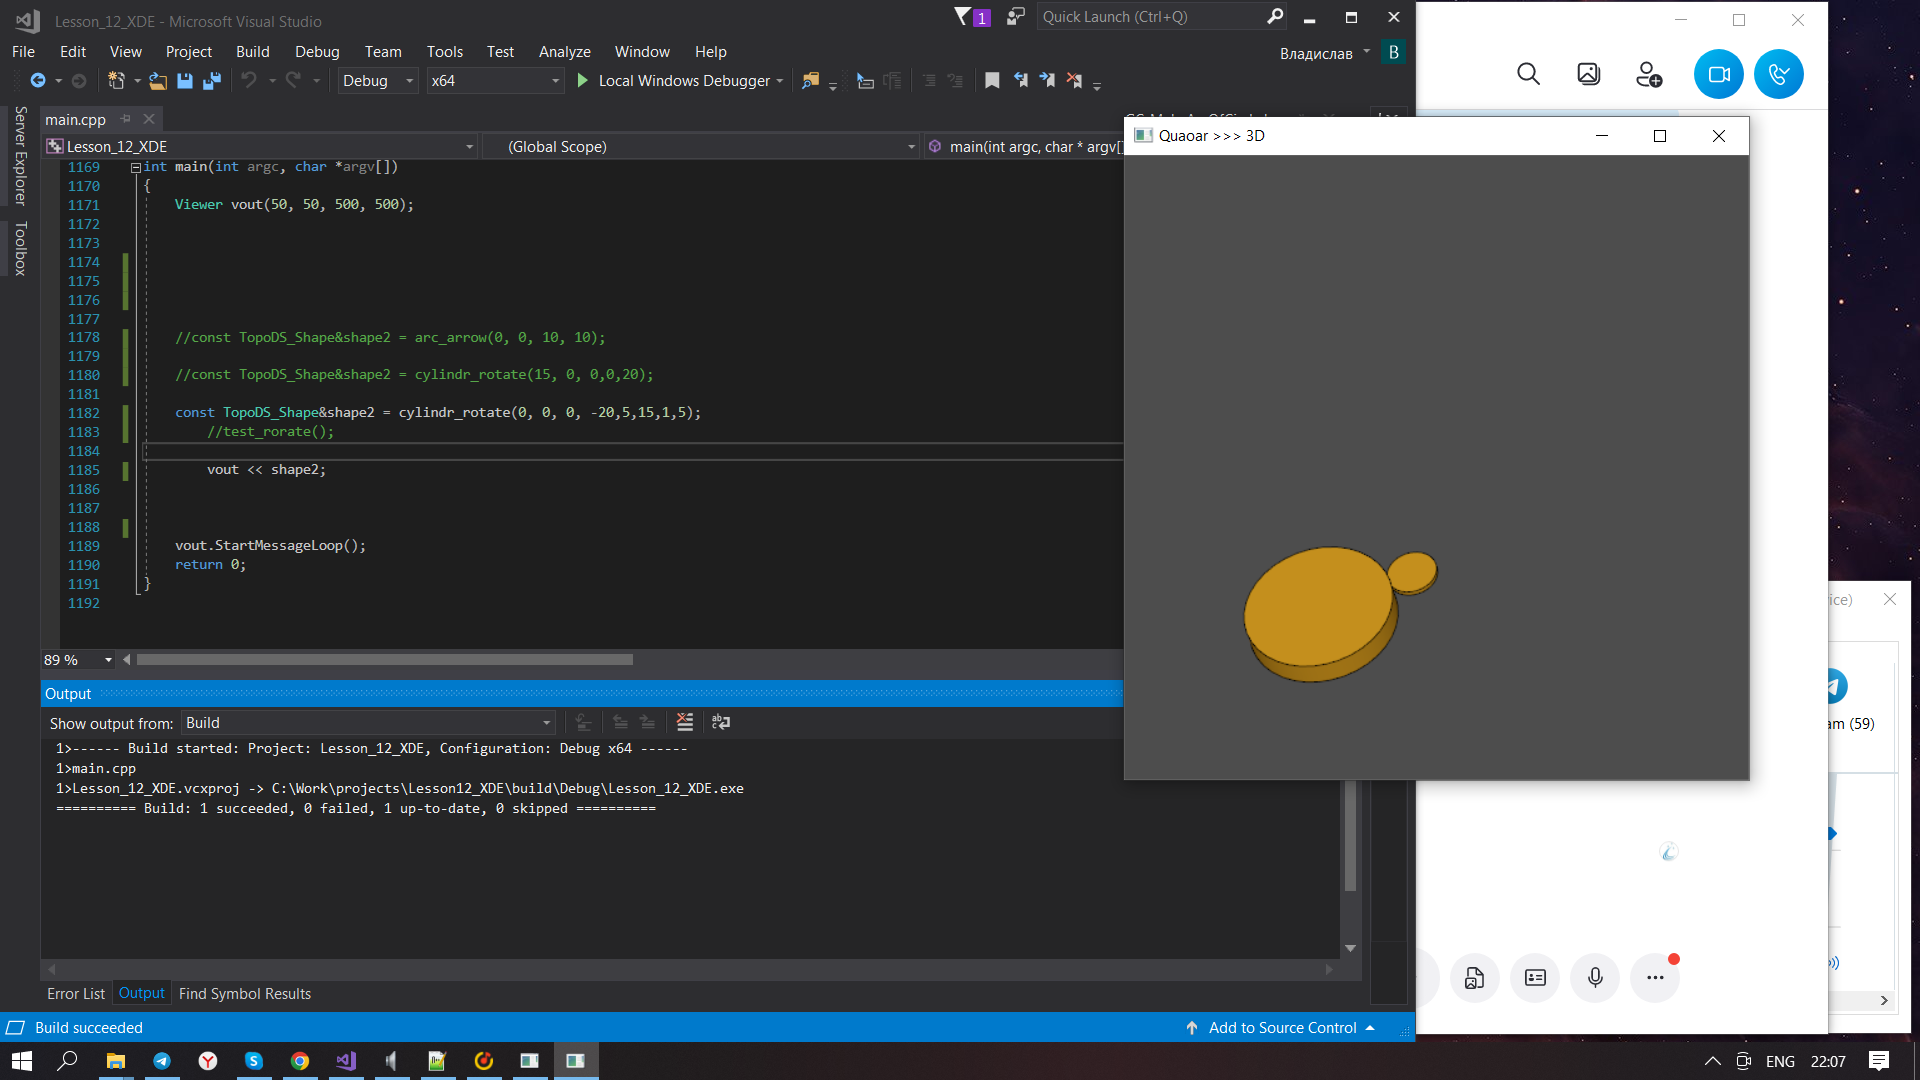 Lesson_12_XDE - Microsoft Visual Studio
1
Quick Launch (Ctrl+Q)
File Edit View Project Build Debug Team Tools Test Analyze Window Help
Владислав
B
Debug
x64
Local Windows Debugger
Server Explorer
Toolbox
main.cpp
Lesson_12_XDE
(Global Scope)
main(int argc, char * argv[]
1169 int main(int argc, char *argv[])
1170 {
1171 Viewer vout(50, 50, 500, 500);
1172
1173
1174
1175
1176
1177
1178 //const TopoDS_Shape&shape2 = arc_arrow(0, 0, 10, 10);
1179
1180 //const TopoDS_Shape&shape2 = cylindr_rotate(15, 0, 0,0,20);
1181
1182 const TopoDS_Shape&shape2 = cylindr_rotate(0, 0, 0, -20,5,15,1,5);
1183 //test_rorate();
1184
1185 vout << shape2;
1186
1187
1188
1189 vout.StartMessageLoop();
1190 return 0;
1191 }
1192
89 %
Output
Show output from: Build
1>------ Build started: Project: Lesson_12_XDE, Configuration: Debug x64 ------
1>main.cpp
1>Lesson_12_XDE.vcxproj -> C:\Work\projects\Lesson12_XDE\build\Debug\Lesson_12_XDE.exe
========== Build: 1 succeeded, 0 failed, 1 up-to-date, 0 skipped ==========
Error List Output Find Symbol Results
Build succeeded
Add to Source Control
Quaoar >>> 3D
ice)
am (59)
ENG 22:07